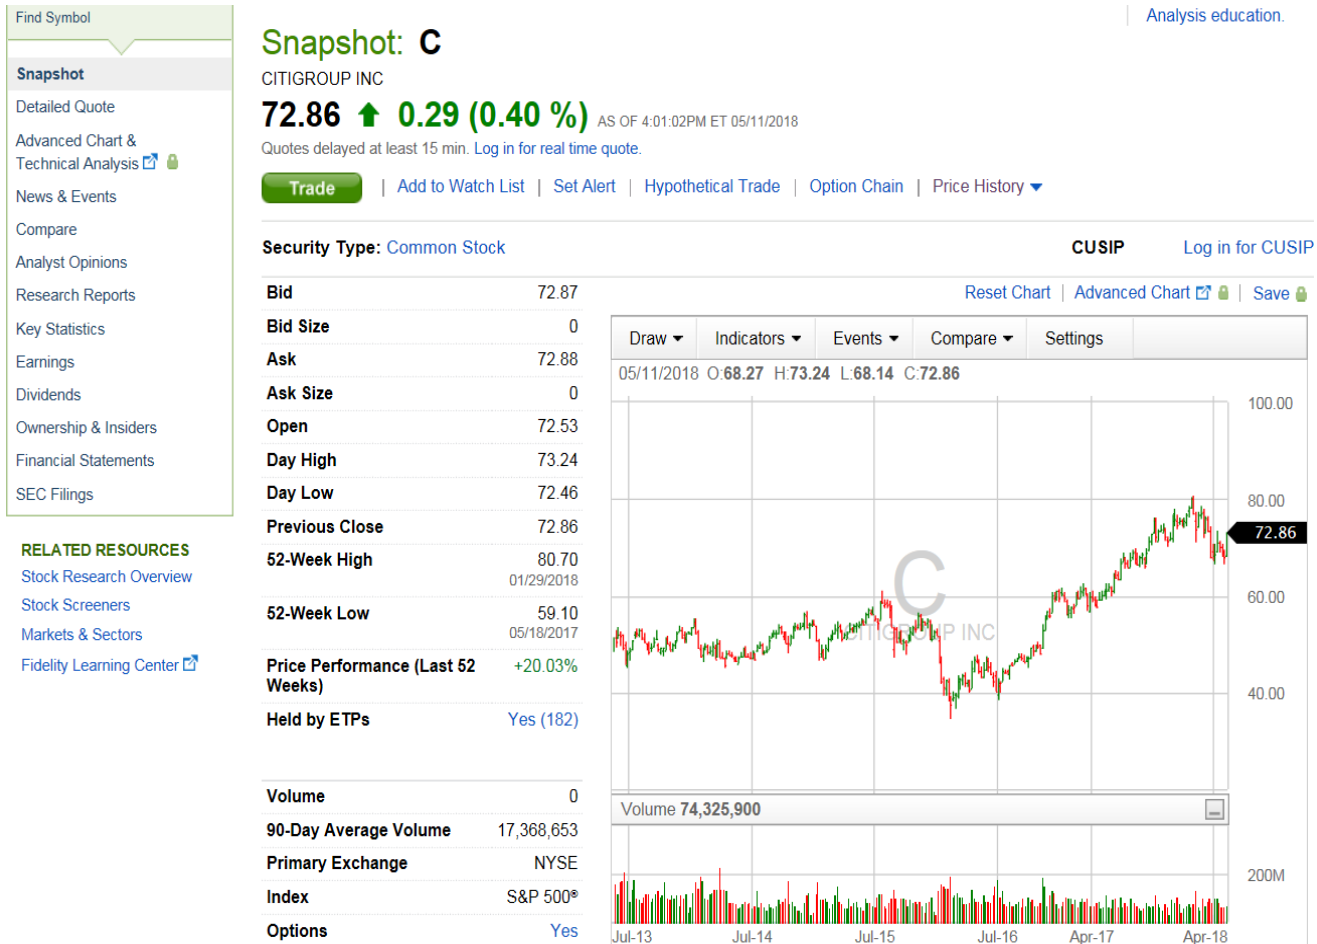 Find Symbol
Snapshot
Detailed Quote
Advanced Chart &
Technical Analysis
News & Events
Compare
Analyst Opinions
Research Reports
Key Statistics
Earnings
Dividends
Ownership & Insiders
Financial Statements
SEC Filings
RELATED RESOURCES
Stock Research Overview
Stock Screeners
Markets & Sectors
Fidelity Learning Center
Analysis education.
Snapshot: C
CITIGROUP INC
72.86 0.29 (0.40 %) AS OF 4:01:02PM ET 05/11/2018
Quotes delayed at least 15 min. Log in for real time quote.
Trade | Add to Watch List | Set Alert | Hypothetical Trade | Option Chain | Price History
Security Type: Common Stock
CUSIP Log in for CUSIP
Bid 72.87
Bid Size 0
Ask 72.88
Ask Size 0
Open 72.53
Day High 73.24
Day Low 72.46
Previous Close 72.86
52-Week High 80.70
01/29/2018
52-Week Low 59.10
05/18/2017
Price Performance (Last 52 +20.03%
Weeks)
Held by ETPs Yes (182)
Volume 0
90-Day Average Volume 17,368,653
Primary Exchange NYSE
Index S&P 500®
Options Yes
Reset Chart | Advanced Chart | Save
Draw Indicators Events Compare Settings
05/11/2018 O:68.27 H:73.24 L:68.14 C:72.86
100.00
80.00
72.86
60.00
40.00
C
CITIGROUP INC
Volume 74,325,900
200M
Jul-13 Jul-14 Jul-15 Jul-16 Apr-17 Apr-18